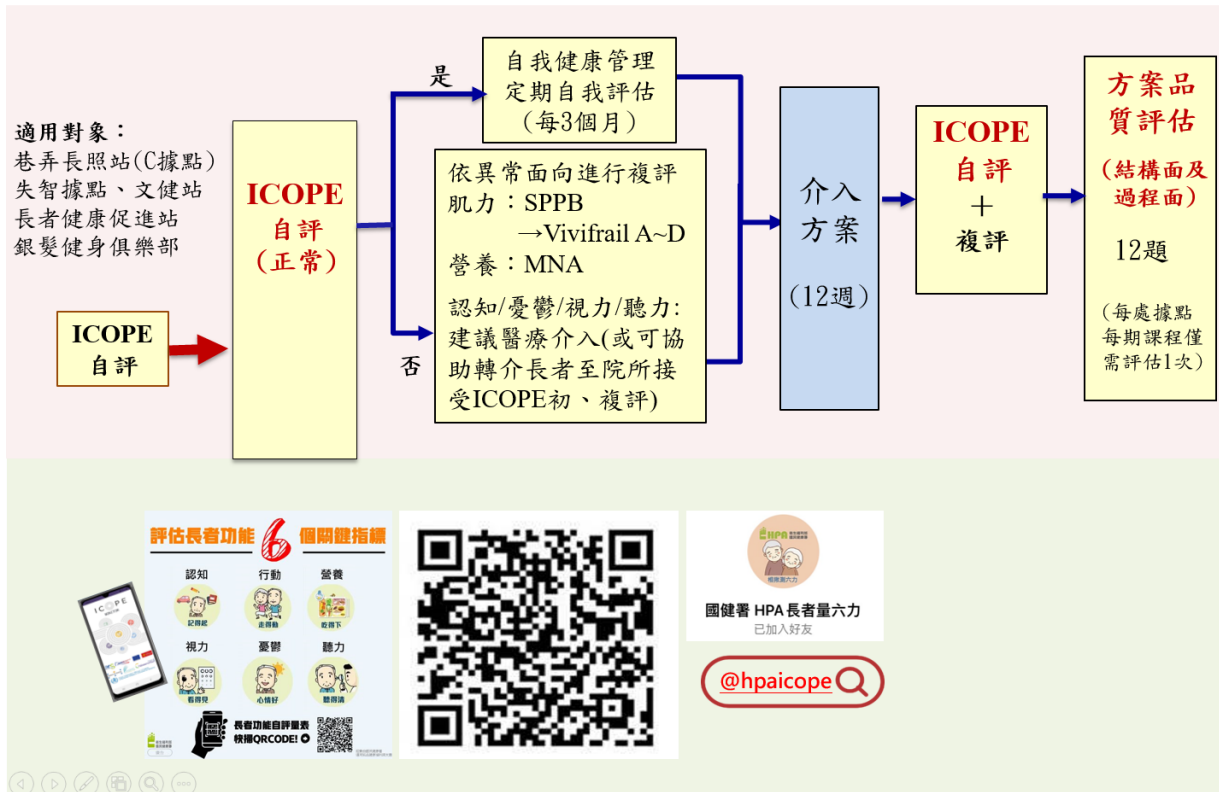 適用對象：
巷弄長照站(C據點)
失智據點、文健站
長者健康促進站
銀髮健身俱樂部
ICOPE
自評
ICOPE
自評
(正常)
是
自我健康管理
定期自我評估
(每3個月)
否
依異常面向進行複評
肌力：SPPB
→Vivifrail A~D
營養：MNA
認知/憂鬱/視力/聽力:
建議醫療介入(或可協
助轉介長者至院所接
受ICOPE初、複評)
介入
方案
(12週)
ICOPE
自評
＋
複評
方案品
質評估
(結構面及
過程面)
12題
(每處據點
每期課程僅
需評估1次)
ICOPE
評估長者功能 6 個關鍵指標
認知 行動 營養
記得起 走得動 吃得下
視力 憂鬱 聽力
看得見 心情好 聽得清
長者功能自評量表
快掃QRCODE!
HPA
國健署 HPA 長者量六力
已加入好友
@hpaicope